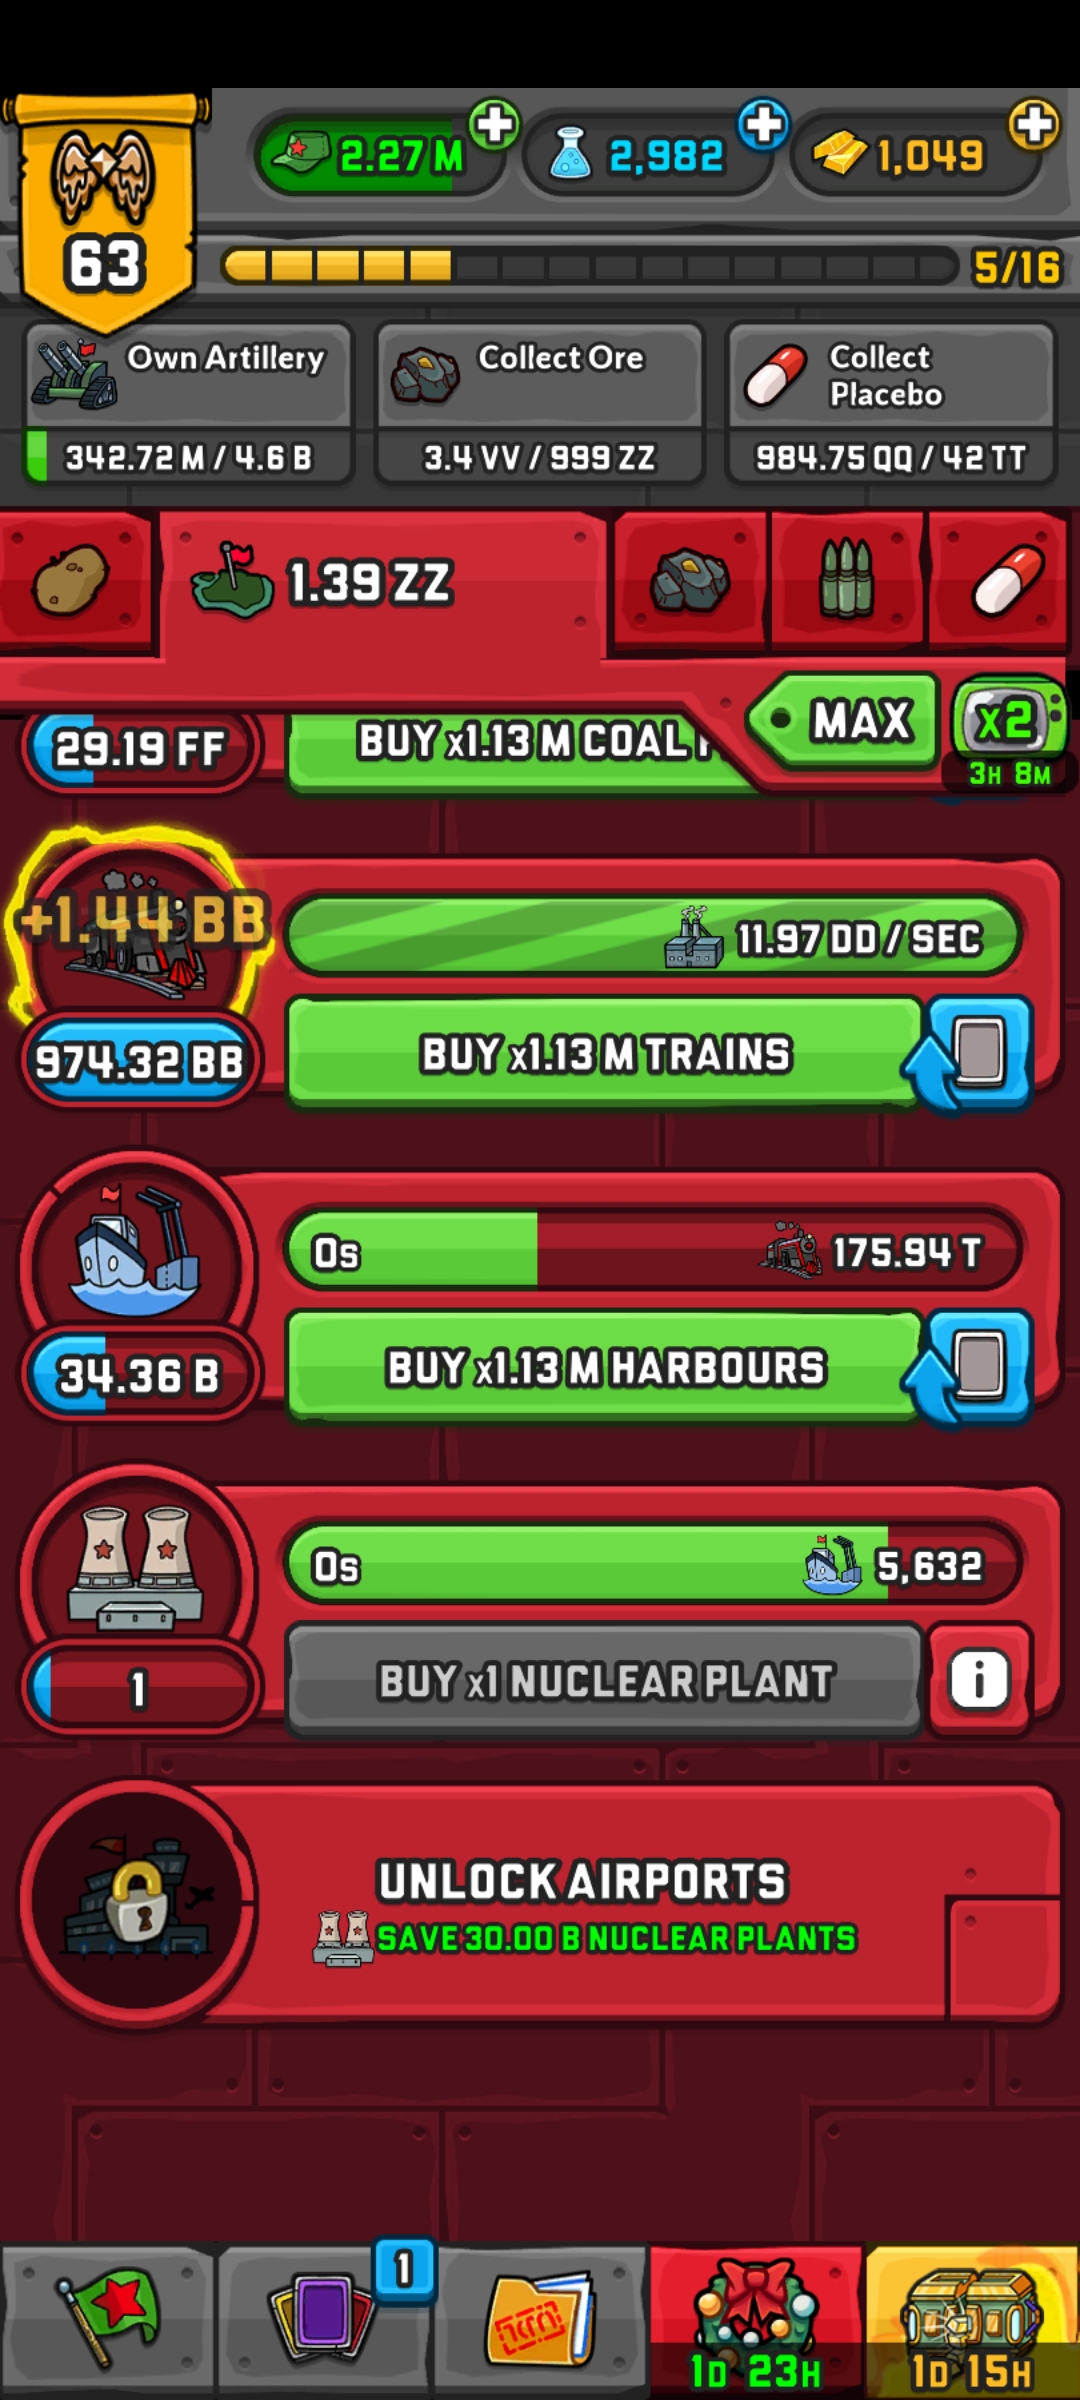 2.27 M
2,982
1,049
63
5/16
Own Artillery
342.72 M / 4.6 B
Collect Ore
3.4 VV / 999 ZZ
Collect
Placebo
984.75 QQ / 42 TT
1.39 ZZ
MAX
x2
3H 8M
29.19 FF
BUY x1.13 M COAL
+1.44 BB
11.97 DD / SEC
974.32 BB
BUY x1.13 M TRAINS
0s
175.94 T
34.36 B
BUY x1.13 M HARBOURS
0s
5,632
1
BUY x1 NUCLEAR PLANT
i
UNLOCK AIRPORTS
SAVE 30.00 B NUCLEAR PLANTS
1
1D 23H
1D 15H